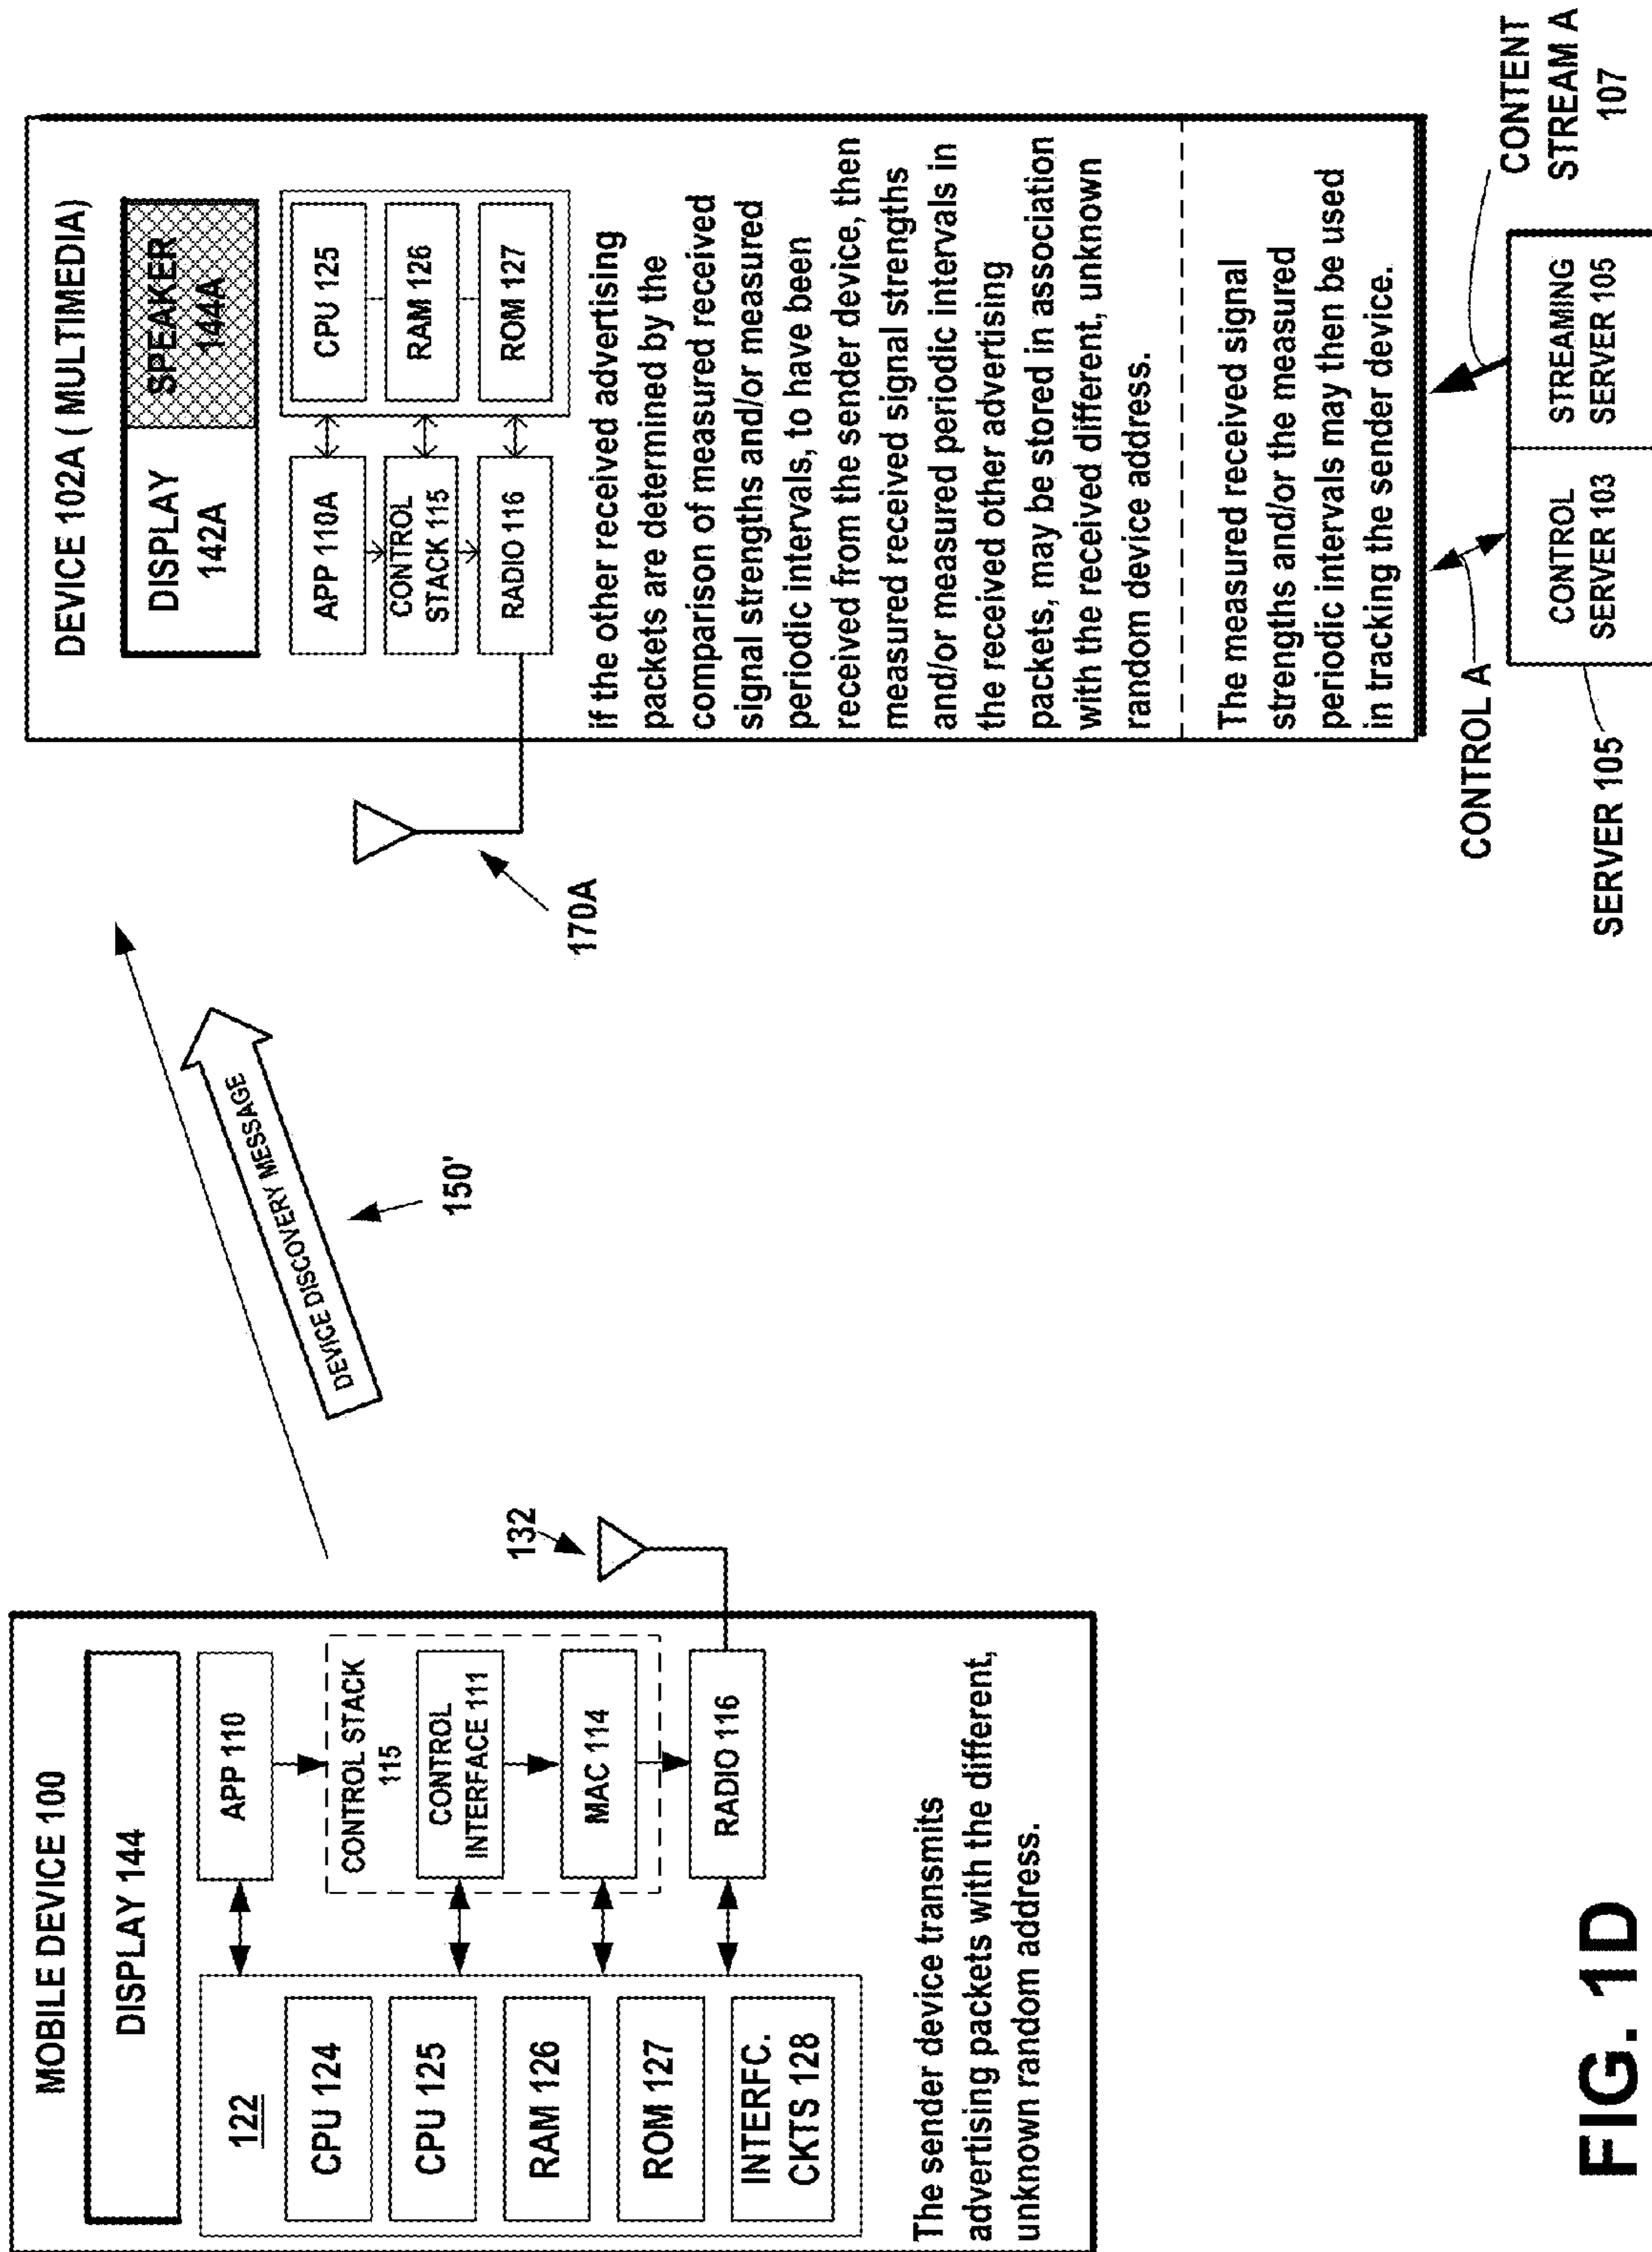 MOBILE DEVICE 100
DISPLAY 144
122
CPU 124
CPU 125
RAM 126
ROM 127
INTERFC.
CKTS 128
APP 110
CONTROL STACK
115
CONTROL
INTERFACE 111
MAC 114
RADIO 116
The sender device transmits
advertising packets with the different,
unknown random address.
132
DEVICE DISCOVERY MESSAGE
150'
170A
DEVICE 102A ( MULTIMEDIA)
DISPLAY
142A
SPEAKER
144A
APP 110A
CONTROL
STACK 115
RADIO 116
CPU 125
RAM 126
ROM 127
if the other received advertising
packets are determined by the
comparison of measured received
signal strengths and/or measured
periodic intervals, to have been
received from the sender device, then
measured received signal strengths
and/or measured periodic intervals in
the received other advertising
packets, may be stored in association
with the received different, unknown
random device address.
The measured received signal
strengths and/or the measured
periodic intervals may then be used
in tracking the sender device.
CONTROL A
CONTENT
STREAM A
107
CONTROL
SERVER 103
STREAMING
SERVER 105
SERVER 105
FIG. 1D